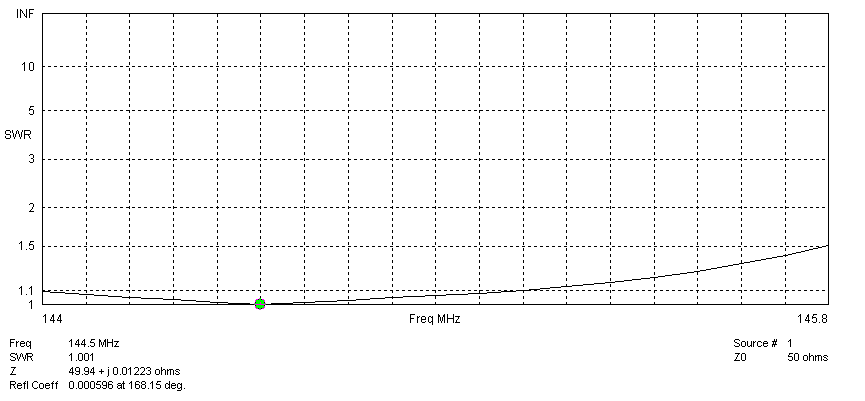 INF
10
5
SWR
3
2
1.5
1.1
1
144 Freq MHz 145.8
Freq 144.5 MHz Source # 1
SWR 1.001 Z0 50 ohms
Z 49.94 + j 0.01223 ohms
Refl Coeff 0.000596 at 168.15 deg.